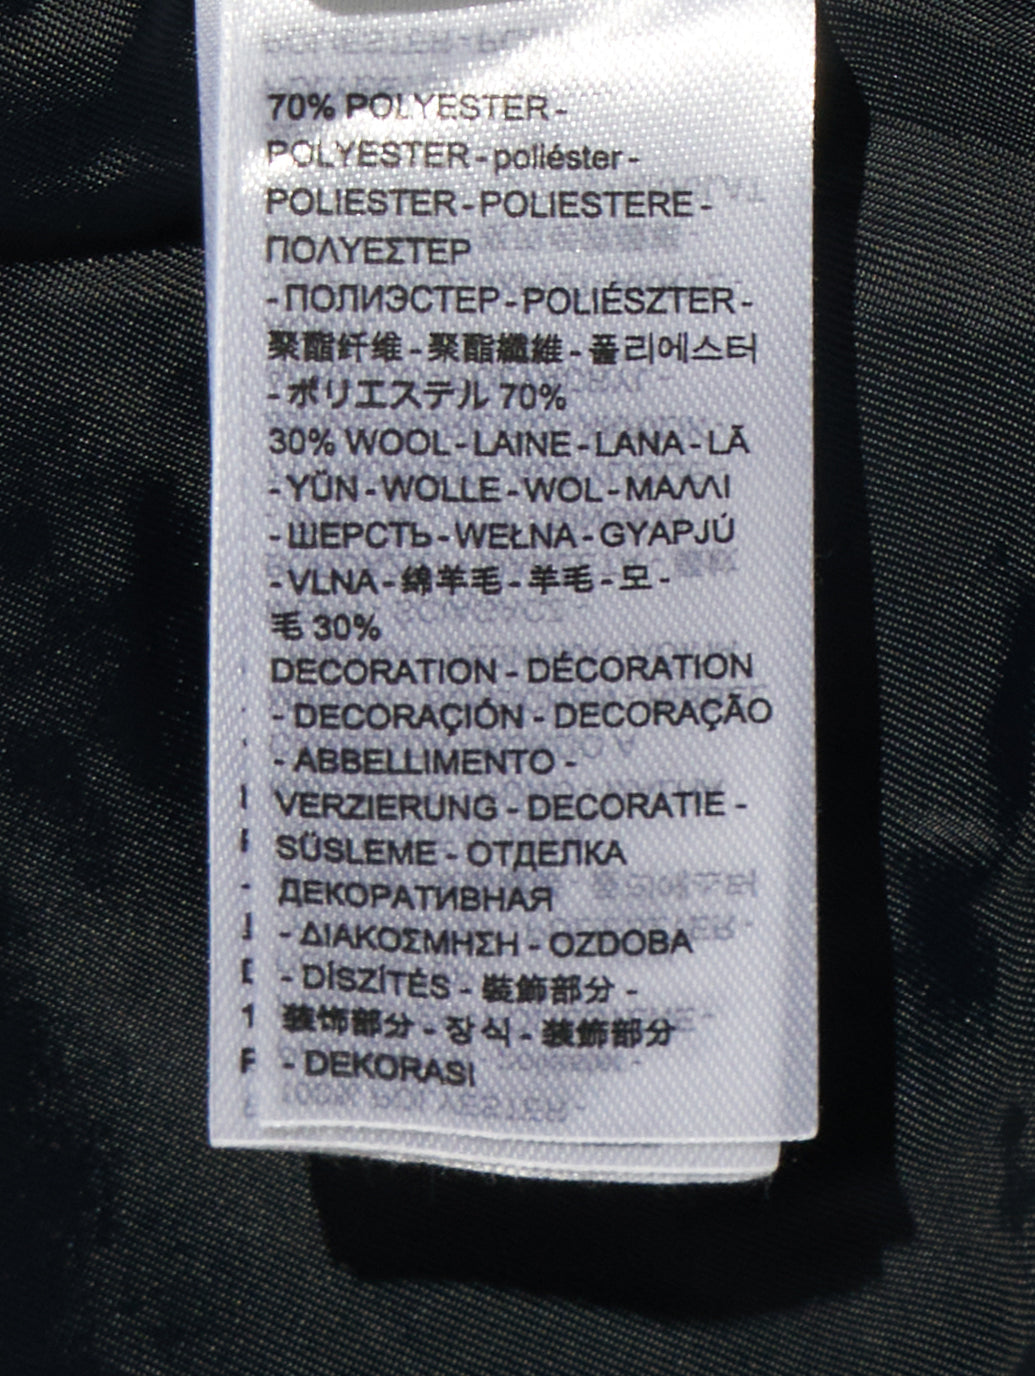 70% POLYESTER -
POLYESTER - poliéster -
POLIESTER - POLIESTERE -
ΠΟΛΥΕΣΤΕΡ
- ПОЛИЭСТЕР - POLIÉSZTER -
聚酯纤维 - 聚酯纖維 - 폴리에스터
- ポリエステル 70%
30% WOOL - LAINE - LANA - LÃ
- YÜN - WOLLE - WOL - ΜΑΛΛΙ
- ШЕРСТЬ - WEŁNA - GYAPJÚ
- VLNA - 绵羊毛 - 羊毛 - 모 -
毛 30%
DECORATION - DÉCORATION
- DECORAÇIÓN - DECORAÇÃO
- ABBELLIMENTO -
VERZIERUNG - DECORATIE -
SÜSLEME - ОТДЕЛКА
ДЕКОРАТИВНАЯ
- ΔΙΑΚΟΣΜΗΣΗ - OZDOBA
- DÍSZÍTÉS - 裝飾部分 -
装饰部分 - 장식 - 装飾部分
- DEKORASI